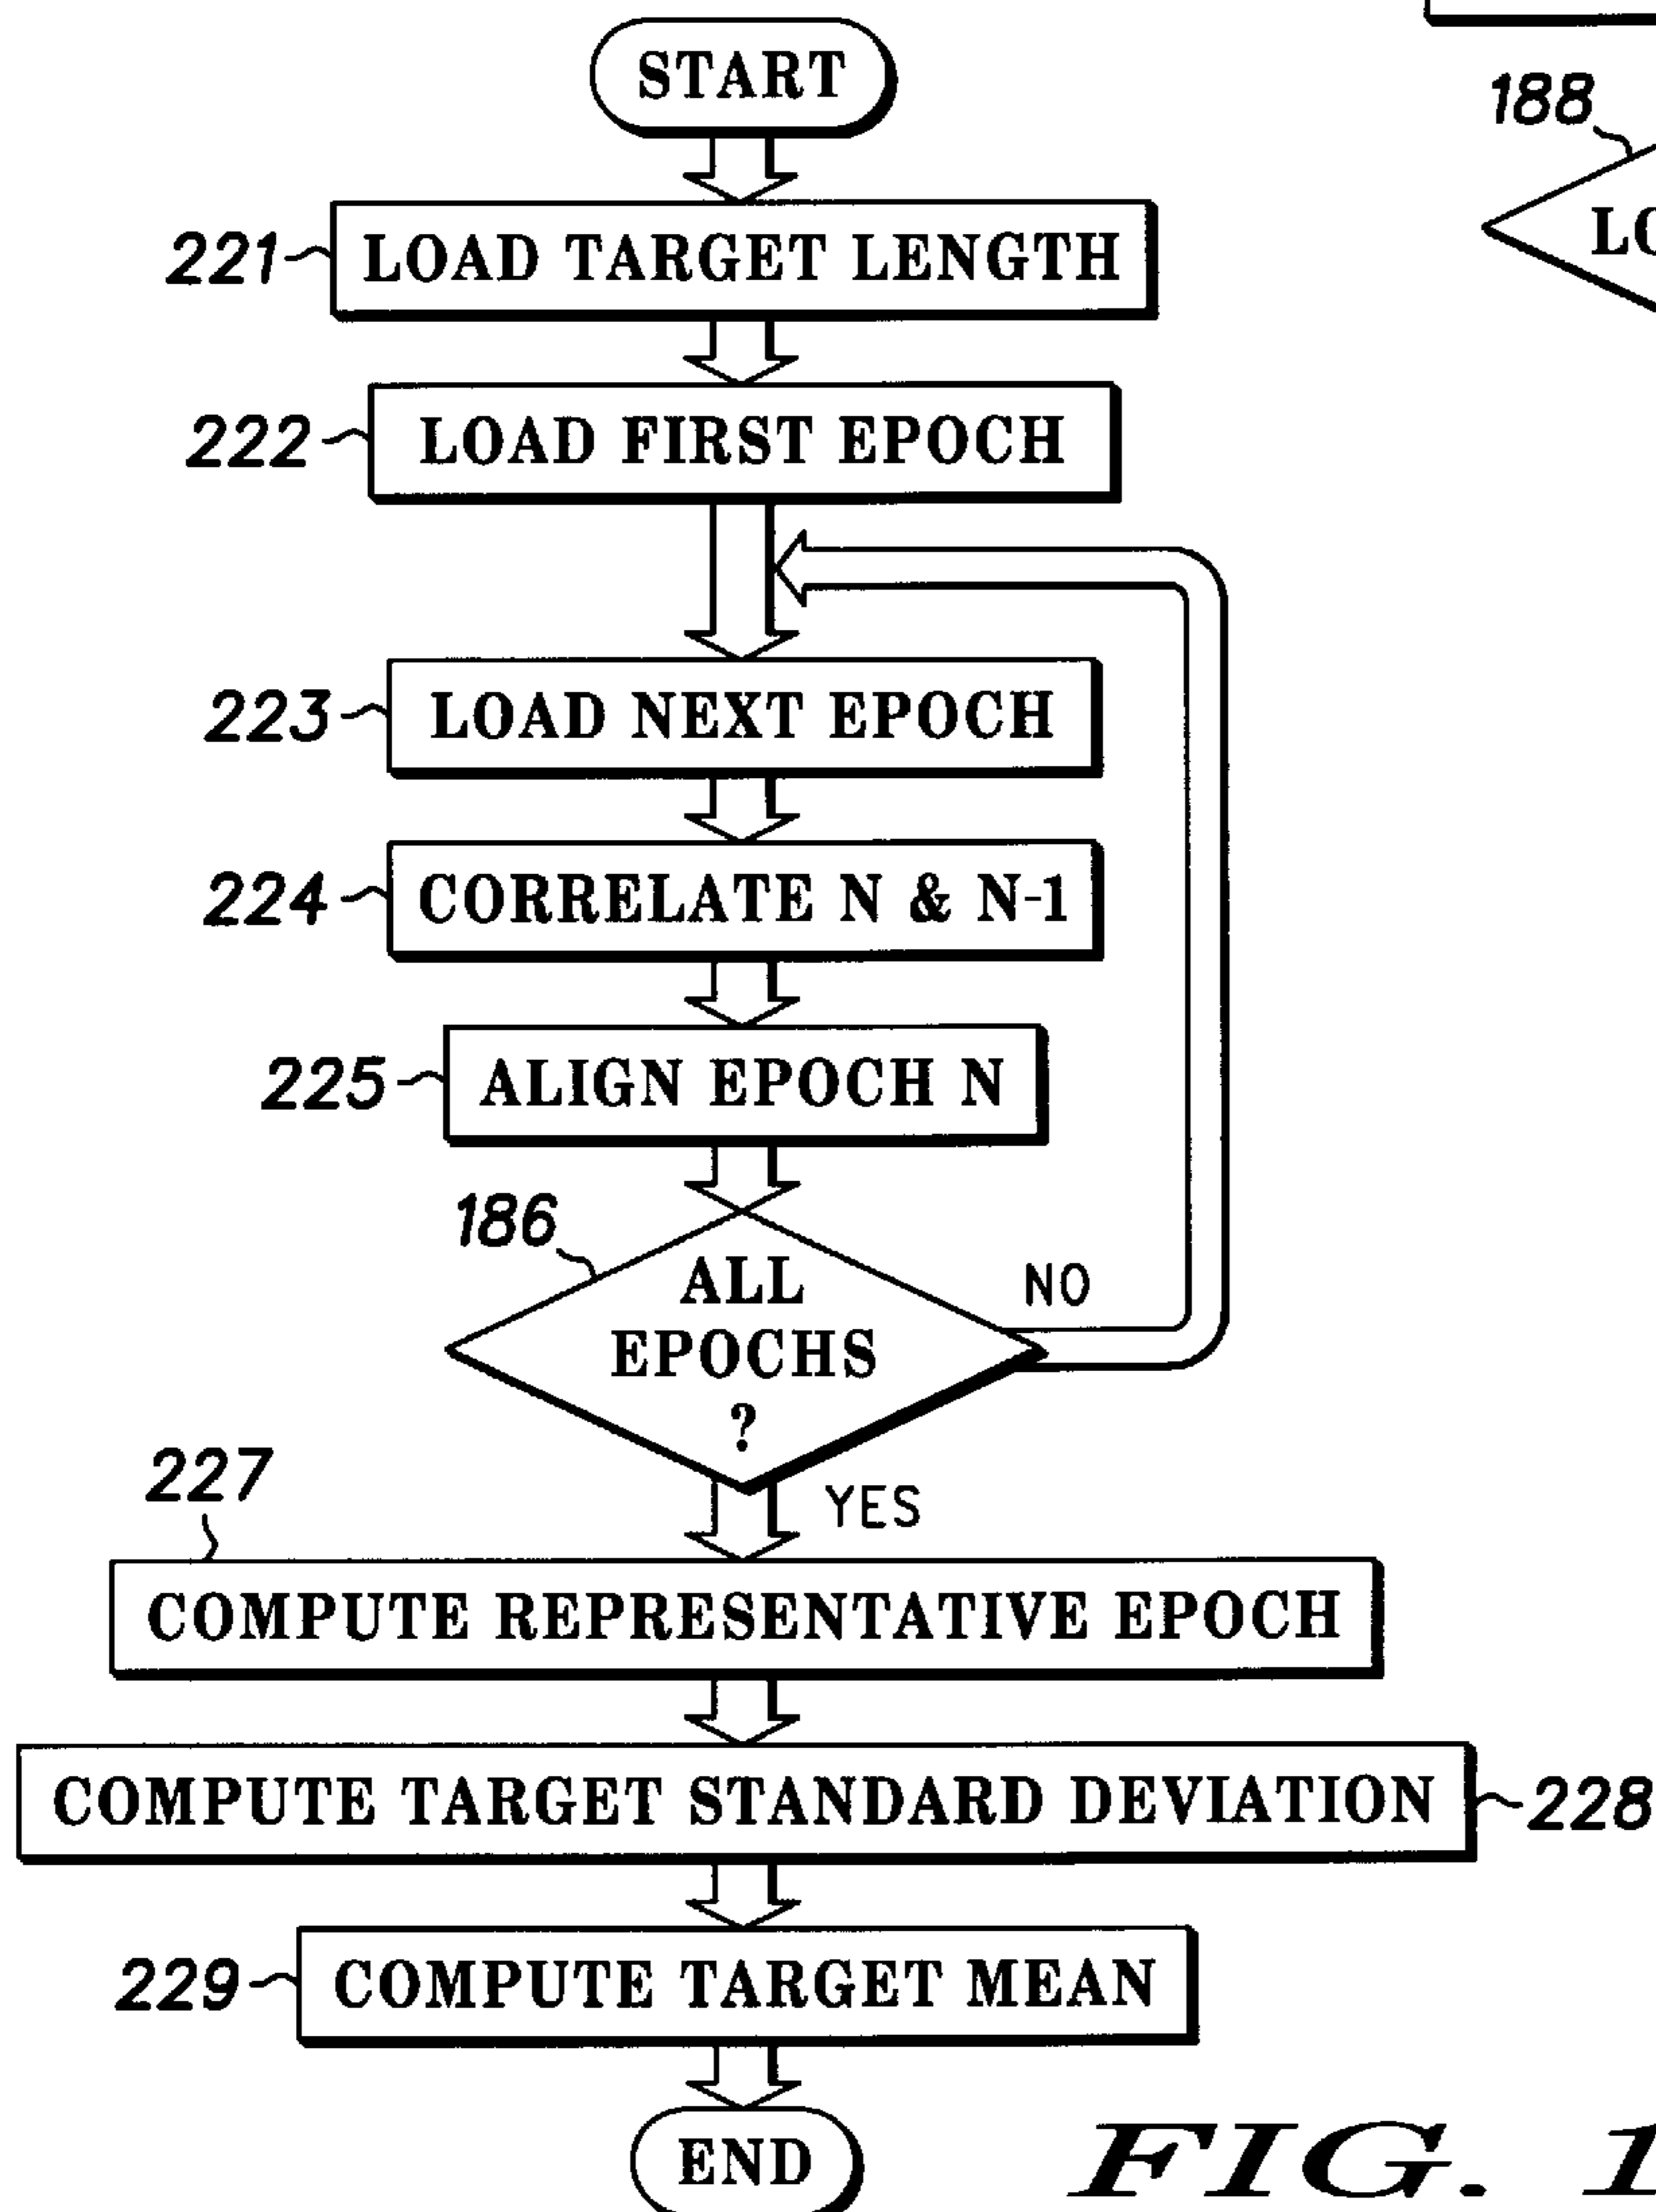 START
221
LOAD TARGET LENGTH
222
LOAD FIRST EPOCH
223
LOAD NEXT EPOCH
224
CORRELATE N & N-1
225
ALIGN EPOCH N
186
ALL
EPOCHS
?
NO
YES
227
COMPUTE REPRESENTATIVE EPOCH
COMPUTE TARGET STANDARD DEVIATION
228
229
COMPUTE TARGET MEAN
END
FIG.
188